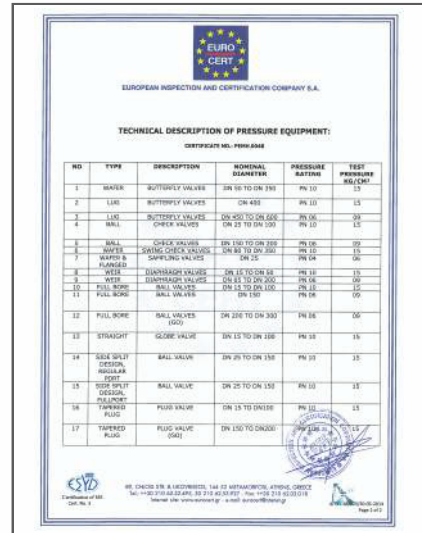 EURO
CERT
EUROPEAN INSPECTION AND CERTIFICATION COMPANY S.A.
TECHNICAL DESCRIPTION OF PRESSURE EQUIPMENT:
NO TYPE DESCRIPTION NOMINAL DIAMETER PRESSURE RATING TEST PRESSURE KG/CM²
1 WAFER BUTTERFLY VALVES DN 50 TO DN 350 PN 10 15
2 LUG BUTTERFLY VALVES DN 400 PN 10 15
3 LUG BUTTERFLY VALVES DN 450 TO DN 600 PN 06 09
4 BALL CHECK VALVES DN 25 TO DN 100 PN 10 15
5 BALL CHECK VALVES DN 150 TO DN 200 PN 06 09
6 WAFER SWING CHECK VALVES DN 80 TO DN 350 PN 10 15
7 WAFER & FLANGED SAMPLING VALVES DN 25 PN 04 06
8 WEIR DIAPHRAGM VALVES DN 15 TO DN 50 PN 10 15
9 WEIR DIAPHRAGM VALVES DN 65 TO DN 200 PN 06 09
10 FULL BORE BALL VALVES DN 15 TO DN 100 PN 10 15
11 FULL BORE BALL VALVES DN 150 PN 06 09
12 FULL BORE BALL VALVES (GO) DN 200 TO DN 300 PN 06 09
13 STRAIGHT GLOBE VALVE DN 15 TO DN 100 PN 10 15
14 SIDE SPLIT DESIGN, REGULAR PORT BALL VALVE DN 25 TO DN 150 PN 10 15
15 SIDE SPLIT DESIGN, FULLPORT BALL VALVE DN 25 TO DN 150 PN 10 15
16 TAPERED PLUG PLUG VALVE DN 15 TO DN100 PN 10 15
17 TAPERED PLUG PLUG VALVE (GO) DN 150 TO DN200 15
ESYD
Page 2 of 2